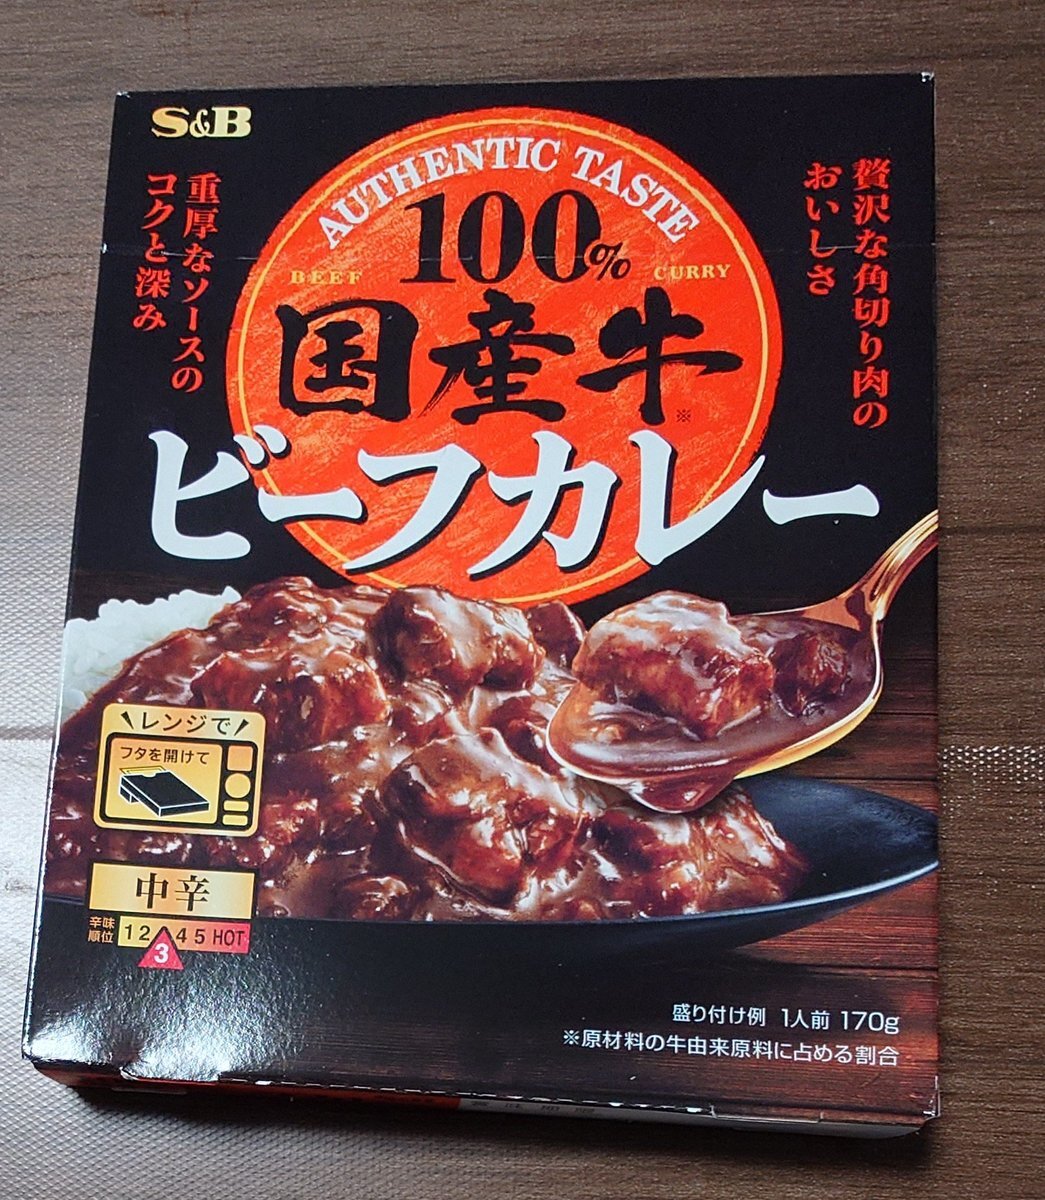 S&B
AUTHENTIC TASTE
100%
BEEF
CURRY
国産牛※
ビーフカレー
贅沢な角切り肉の
おいしさ
重厚なソースの
コクと深み
レンジで
フタを開けて
中辛
辛味
順位
1 2 3 4 5 HOT
盛り付け例 1人前 170g
※原材料の牛由来原料に占める割合